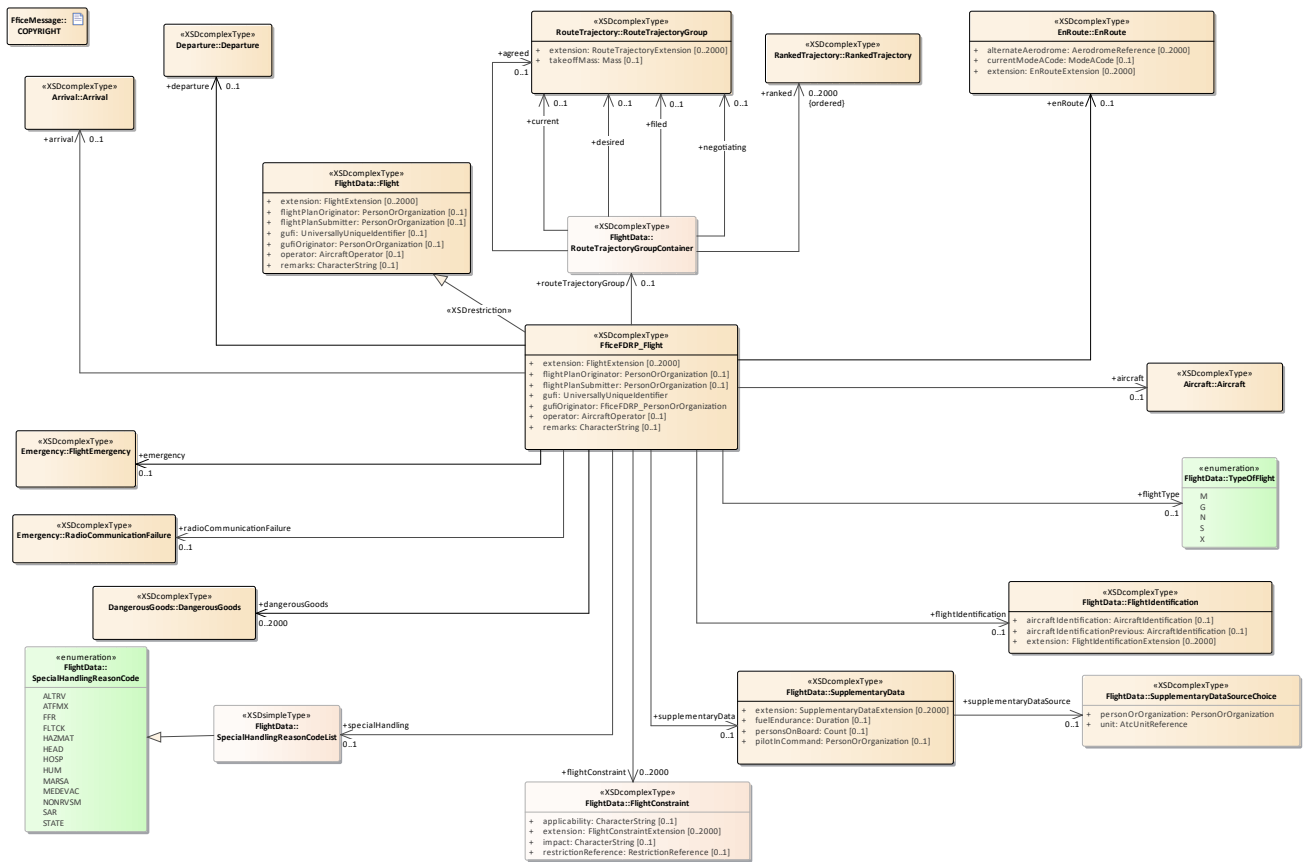 FficeMessage::
COPYRIGHT
«XSDcomplexType»
Departure::Departure
+departure
0..1
«XSDcomplexType»
Arrival::Arrival
+arrival
0..1
«XSDcomplexType»
RouteTrajectory::RouteTrajectoryGroup
+ extension: RouteTrajectoryExtension [0..2000]
+ takeoffMass: Mass [0..1]
+agreed
0..1
0..1
+current
0..1
+desired
0..1
+filed
0..1
+negotiating
«XSDcomplexType»
RankedTrajectory::RankedTrajectory
+ranked
0..2000
{ordered}
«XSDcomplexType»
EnRoute::EnRoute
+ alternateAerodrome: AerodromeReference [0..2000]
+ currentModeACode: ModeACode [0..1]
+ extension: EnRouteExtension [0..2000]
+enRoute
0..1
«XSDcomplexType»
FlightData::Flight
+ extension: FlightExtension [0..2000]
+ flightPlanOriginator: PersonOrOrganization [0..1]
+ flightPlanSubmitter: PersonOrOrganization [0..1]
+ gufi: UniversallyUniqueIdentifier [0..1]
+ gufiOriginator: PersonOrOrganization [0..1]
+ operator: AircraftOperator [0..1]
+ remarks: CharacterString [0..1]
«XSDcomplexType»
FlightData::
RouteTrajectoryGroupContainer
+routeTrajectoryGroup
0..1
«XSDrestriction»
«XSDcomplexType»
FficeFDRP_Flight
+ extension: FlightExtension [0..2000]
+ flightPlanOriginator: PersonOrOrganization [0..1]
+ flightPlanSubmitter: PersonOrOrganization [0..1]
+ gufi: UniversallyUniqueIdentifier
+ gufiOriginator: FficeFDRP_PersonOrOrganization
+ operator: AircraftOperator [0..1]
+ remarks: CharacterString [0..1]
+aircraft
0..1
«XSDcomplexType»
Aircraft::Aircraft
«XSDcomplexType»
Emergency::FlightEmergency
+emergency
0..1
«enumeration»
FlightData::TypeOfFlight
M
G
N
S
X
+flightType
0..1
«XSDcomplexType»
Emergency::RadioCommunicationFailure
+radioCommunicationFailure
0..1
«XSDcomplexType»
DangerousGoods::DangerousGoods
+dangerousGoods
0..2000
+flightIdentification
0..1
«XSDcomplexType»
FlightData::FlightIdentification
+ aircraftIdentification: AircraftIdentification [0..1]
+ aircraftIdentificationPrevious: AircraftIdentification [0..1]
+ extension: FlightIdentificationExtension [0..2000]
«enumeration»
FlightData::
SpecialHandlingReasonCode
ALTRV
ATFMX
FFR
FLTCK
HAZMAT
HEAD
HOSP
HUM
MARSA
MEDEVAC
NONRVSM
SAR
STATE
«XSDsimpleType»
FlightData::
SpecialHandlingReasonCodeList
+specialHandling
0..1
+supplementaryData
0..1
«XSDcomplexType»
FlightData::SupplementaryData
+ extension: SupplementaryDataExtension [0..2000]
+ fuelEndurance: Duration [0..1]
+ personsOnBoard: Count [0..1]
+ pilotInCommand: PersonOrOrganization [0..1]
+supplementaryDataSource
0..1
«XSDcomplexType»
FlightData::SupplementaryDataSourceChoice
+ personOrOrganization: PersonOrOrganization
+ unit: AtcUnitReference
+flightConstraint
0..2000
«XSDcomplexType»
FlightData::FlightConstraint
+ applicability: CharacterString [0..1]
+ extension: FlightConstraintExtension [0..2000]
+ impact: CharacterString [0..1]
+ restrictionReference: RestrictionReference [0..1]